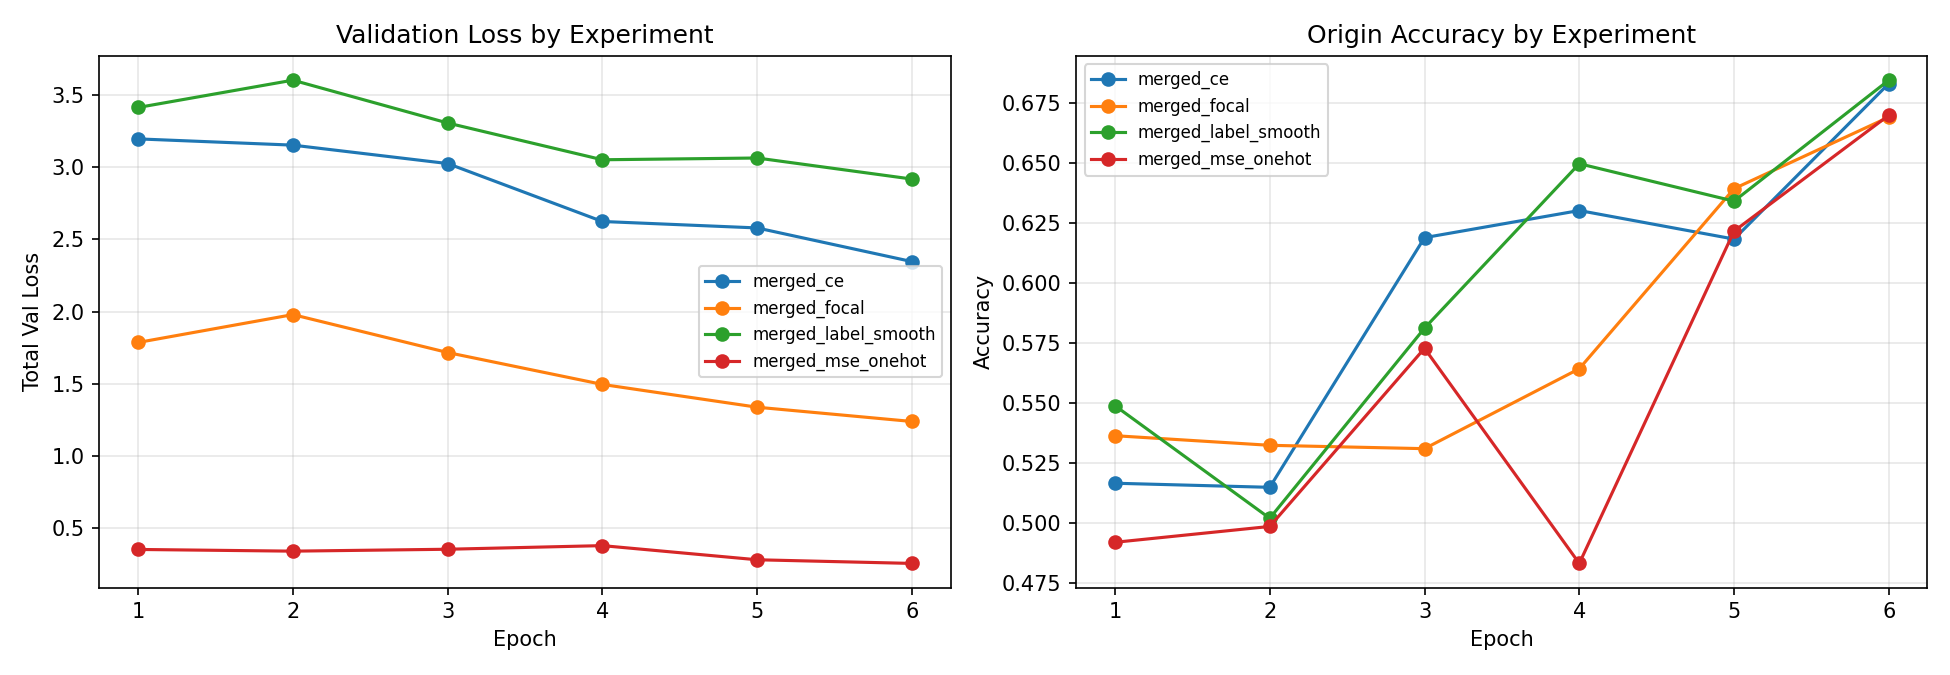 Validation Loss by Experiment
Total Val Loss
3.5
3.0
2.5
2.0
1.5
1.0
0.5
merged_ce
merged_focal
merged_label_smooth
merged_mse_onehot
1 2 3 4 5 6
Epoch
Origin Accuracy by Experiment
Accuracy
0.675
0.650
0.625
0.600
0.575
0.550
0.525
0.500
0.475
merged_ce
merged_focal
merged_label_smooth
merged_mse_onehot
1 2 3 4 5 6
Epoch